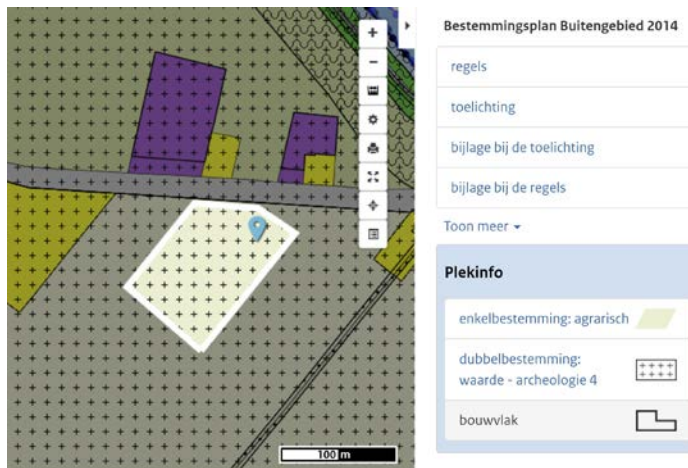 Bestemmingsplan Buitengebied 2014
regels
toelichting
bijlage bij de toelichting
bijlage bij de regels
Toon meer
Plekinfo
enkelbestemming: agrarisch
dubbelbestemming:
waarde - archeologie 4
bouwvlak
100 m